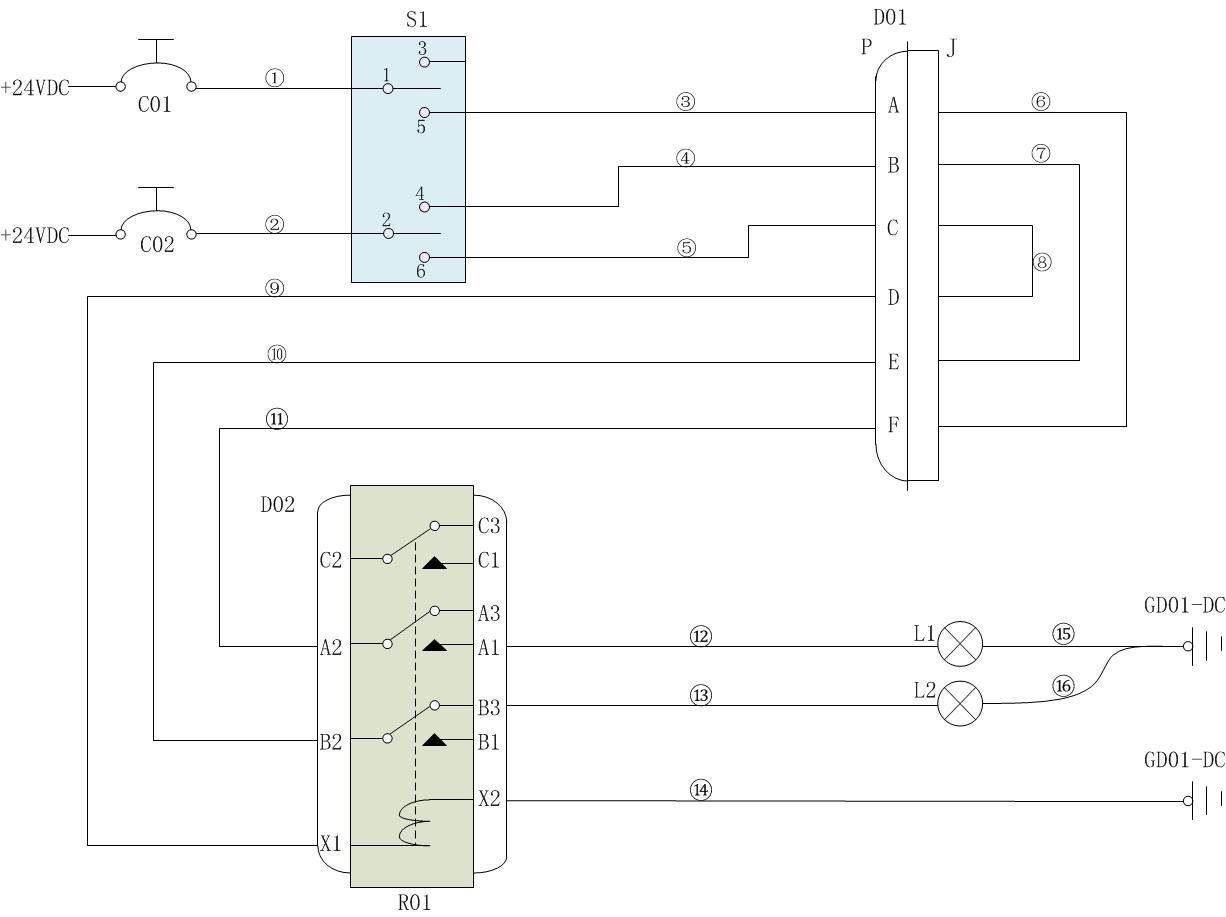 S1
D01
P
J
3
+24VDC
C01
①
1
5
③
A
⑥
④
B
⑦
4
+24VDC
C02
②
2
6
⑤
C
⑧
⑨
D
⑩
E
⑪
F
D02
C3
C2
C1
A3
A2
A1
⑫
L1
⑮
GD01-DC
B3
⑬
L2
⑯
B2
B1
GD01-DC
X2
⑭
X1
R01